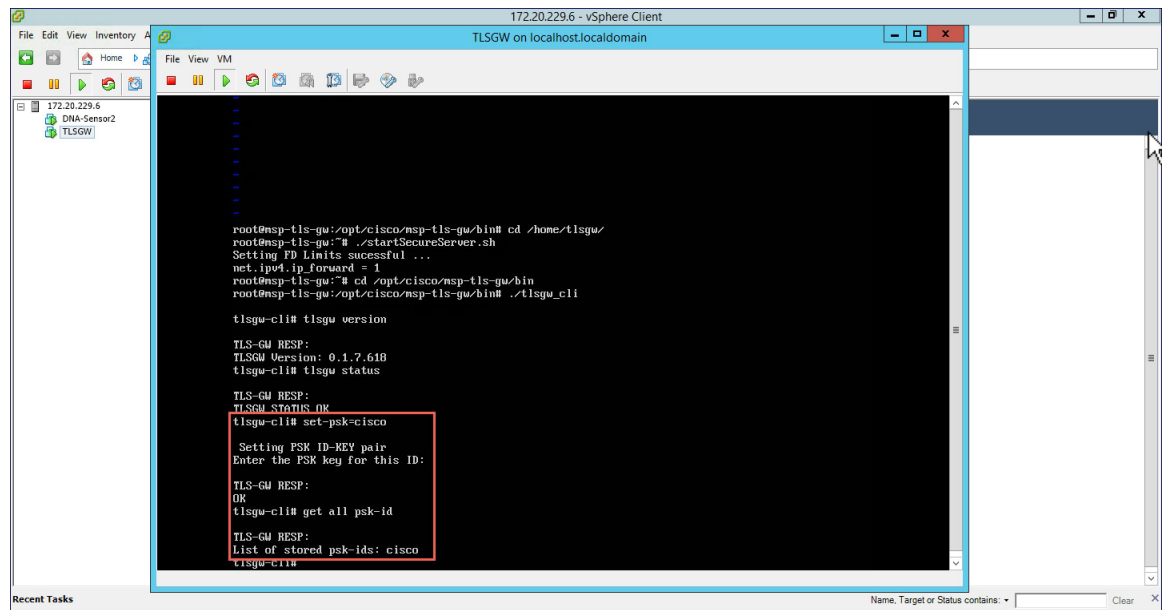 172.20.229.6 - vSphere Client
File Edit View Inventory A
TLSGW on localhost.localdomain
Home
File View VM
172.20.229.6
DNA-Sensor2
TLSGW
root@msp-tls-gw:/opt/cisco/msp-tls-gw/bin# cd /home/tlsgw/
root@msp-tls-gw:~# ./startSecureServer.sh
Setting FD Limits sucessful ...
net.ipv4.ip_forward = 1
root@msp-tls-gw:~# cd /opt/cisco/msp-tls-gw/bin
root@msp-tls-gw:/opt/cisco/msp-tls-gw/bin# ./tlsgw_cli
tlsgw-cli# tlsgw version
TLS-GW RESP:
TLSGW Version: 0.1.7.618
tlsgw-cli# tlsgw status
TLS-GW RESP:
TLSGW STATUS OK
tlsgw-cli# set-psk=cisco
Setting PSK ID-KEY pair
Enter the PSK key for this ID:
TLS-GW RESP:
OK
tlsgw-cli# get all psk-id
TLS-GW RESP:
List of stored psk-ids: cisco
tlsgw-cli#
Recent Tasks
Name, Target or Status contains:
Clear